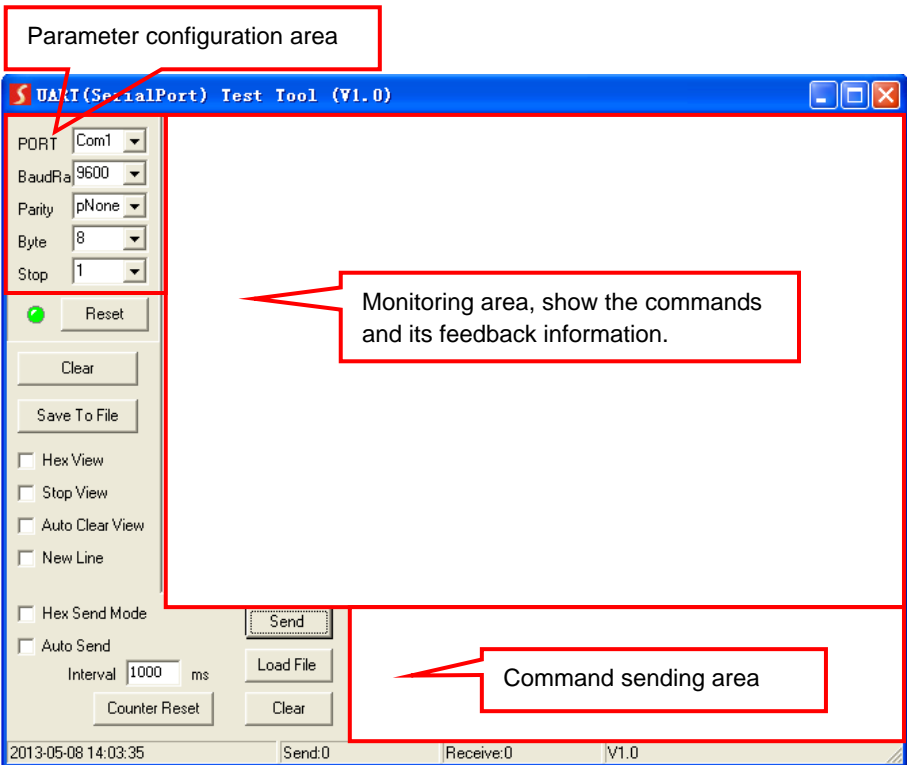 Parameter configuration area
UART(SerialPort) Test Tool (V1.0)
PORT Com1
BaudRa 9600
Parity pNone
Byte 8
Stop 1
Reset
Monitoring area, show the commands
and its feedback information.
Clear
Save To File
Hex View
Stop View
Auto Clear View
New Line
Hex Send Mode
Send
Auto Send
Interval 1000 ms
Load File
Command sending area
Counter Reset
Clear
2013-05-08 14:03:35 Send:0 Receive:0 V1.0